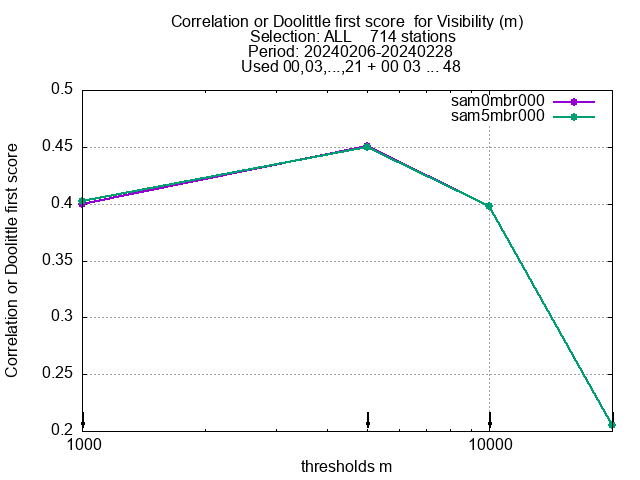 Correlation or Doolittle first score  for Visibility (m)
Selection: ALL    714 stations
Period: 20240206-20240228
Used 00,03,...,21 + 00 03 ... 48
sam0mbr000
sam5mbr000
0.5
0.45
0.4
0.35
0.3
0.25
0.2
Correlation or Doolittle first score
1000
10000
thresholds m